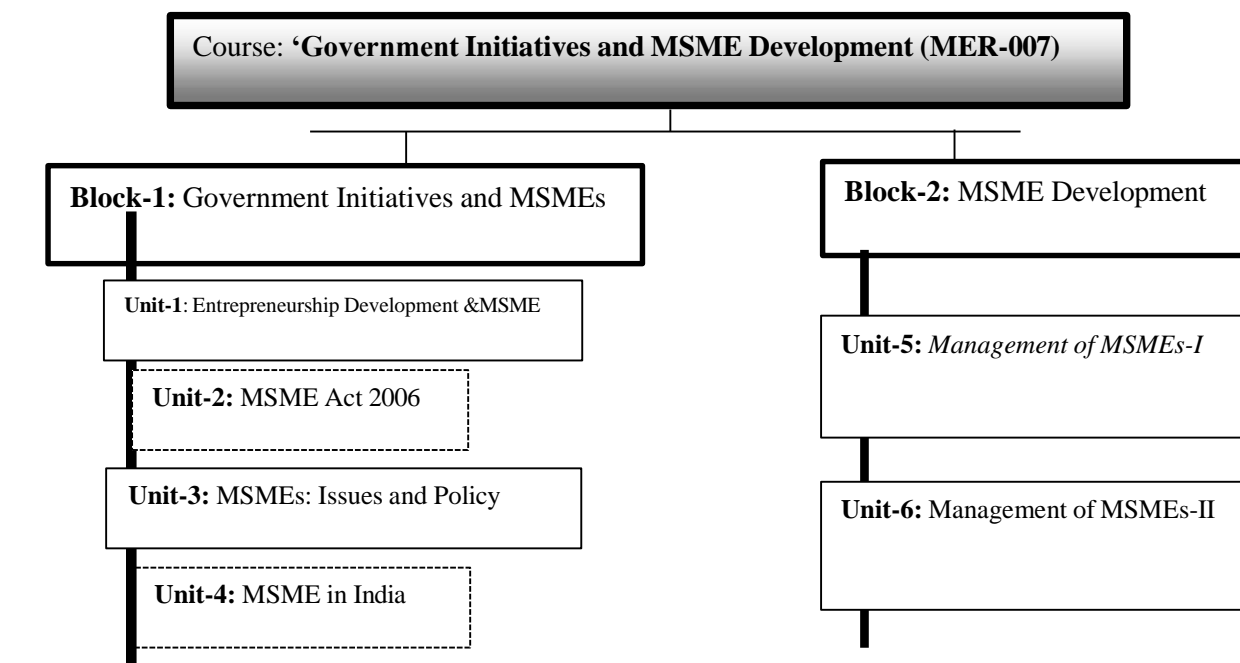 Course: ‘Government Initiatives and MSME Development (MER-007)
Block-1: Government Initiatives and MSMEs
Unit-1: Entrepreneurship Development &MSME
Unit-2: MSME Act 2006
Unit-3: MSMEs: Issues and Policy
Unit-4: MSME in India
Block-2: MSME Development
Unit-5: Management of MSMEs-I
Unit-6: Management of MSMEs-II